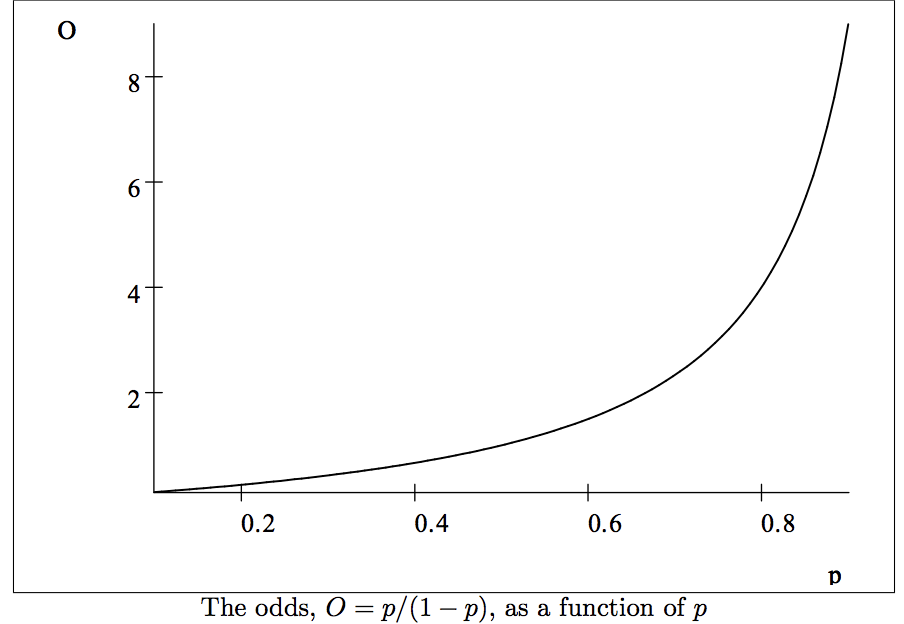 O
8
6
4
2
0.2 0.4 0.6 0.8
p
The odds, O = p/(1 − p), as a function of p